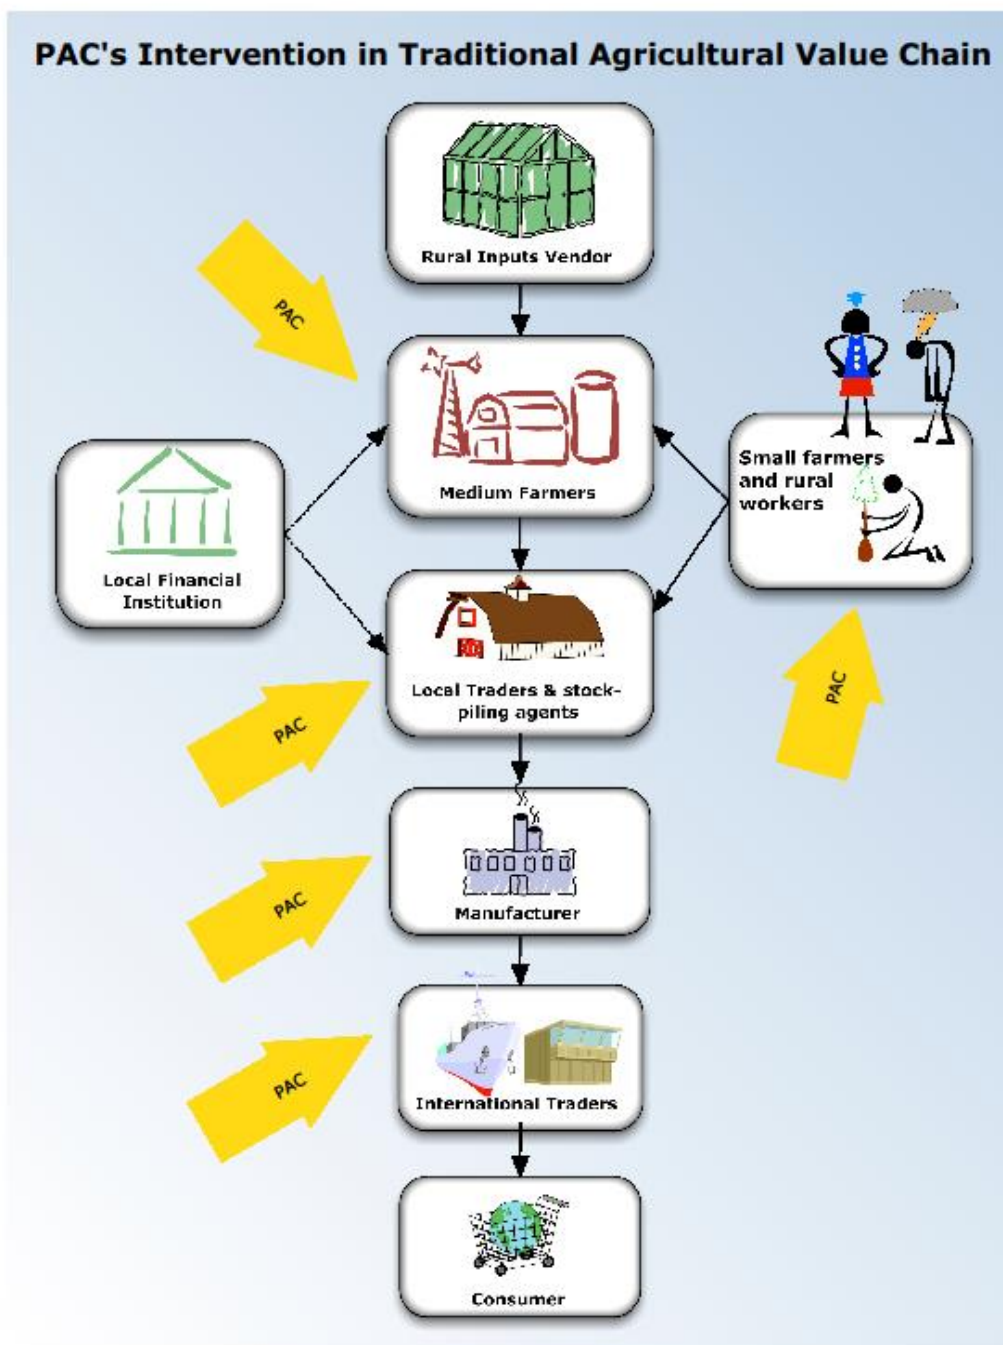 PAC's Intervention in Traditional Agricultural Value Chain
Rural Inputs Vendor
PAC
Medium Farmers
Small farmers
and rural
workers
Local Financial
Institution
Local Traders & stock-
piling agents
PAC
PAC
Manufacturer
PAC
International Traders
PAC
Consumer